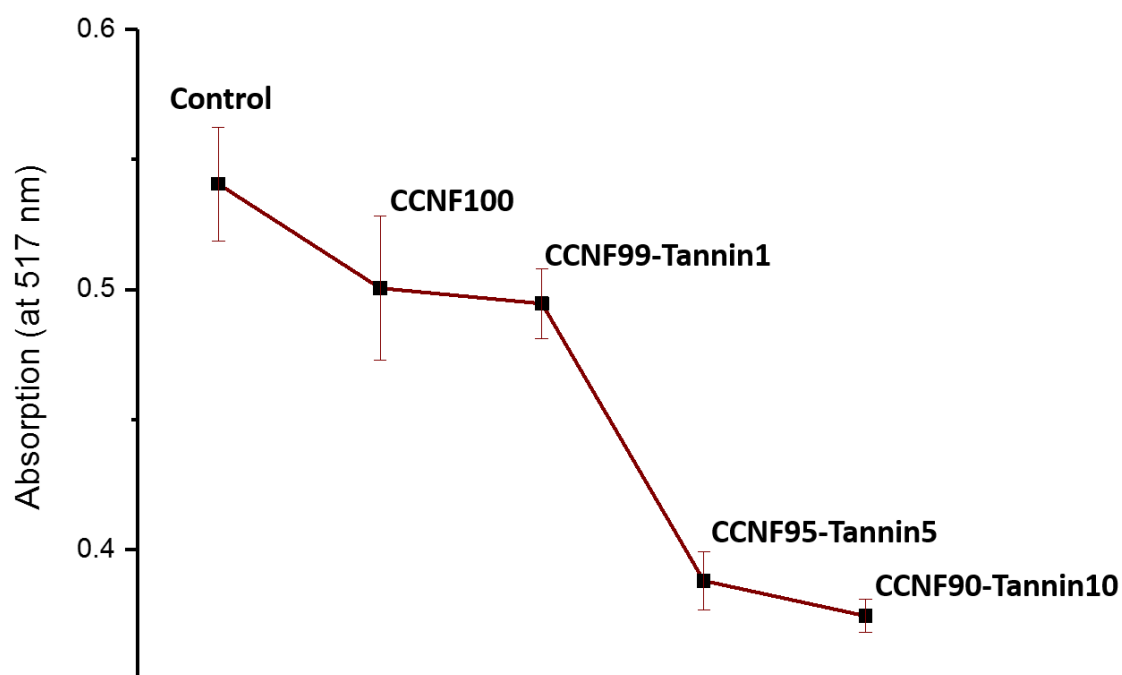 0.6
Control
CCNF100
CCNF99-Tannin1
0.5
CCNF95-Tannin5
0.4
CCNF90-Tannin10
Absorption (at 517 nm)